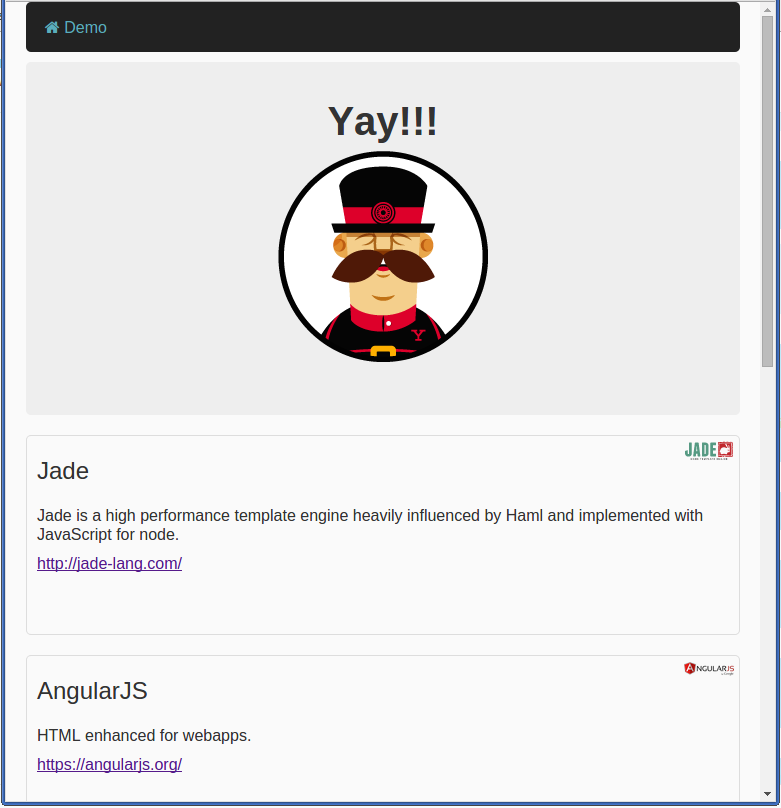 Demo
Yay!!!
Y
JADE
Jade
Jade is a high performance template engine heavily influenced by Haml and implemented with
JavaScript for node.
http://jade-lang.com/
ANGULARJS
AngularJS
HTML enhanced for webapps.
https://angularjs.org/